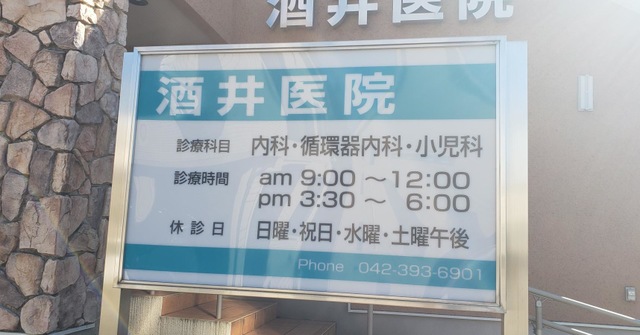 酒井医院
酒井医院
診療科目 内科・循環器内科・小児科
診療時間 am 9:00 ～12:00
pm 3:30 ～ 6:00
休診日 日曜・祝日・水曜・土曜午後
Phone 042-393-6901